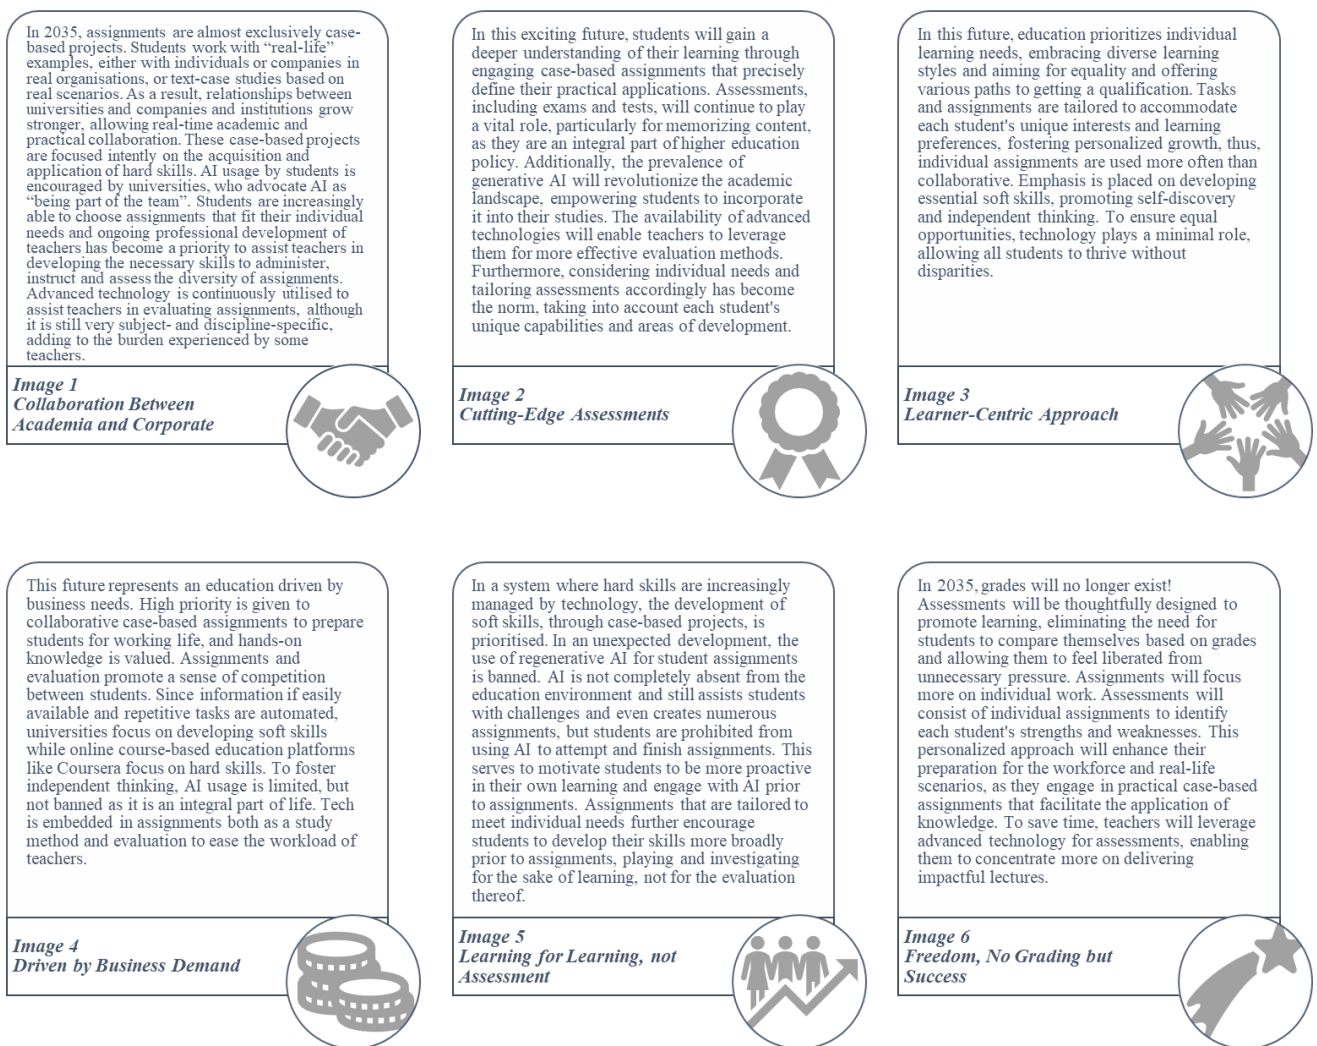 In 2035, assignments are almost exclusively case-
based projects. Students work with “real-life”
examples, either with individuals or companies in
real organisations, or text-case studies based on
real scenarios. As a result, relationships between
universities and companies and institutions grow
stronger, allowing real-time academic and
practical collaboration. These case-based projects
are focused intently on the acquisition and
application of hard skills. AI usage by students is
encouraged by universities, who advocate AI as
“being part of the team”. Students are increasingly
able to choose assignments that fit their individual
needs and ongoing professional development of
teachers has become a priority to assist teachers in
developing the necessary skills to administer,
instruct and assess the diversity of assignments.
Advanced technology is continuously utilised to
assist teachers in evaluating assignments, although
it is still very subject- and discipline-specific,
adding to the burden experienced by some
teachers.
Image 1
Collaboration Between
Academia and Corporate
In this exciting future, students will gain a
deeper understanding of their learning through
engaging case-based assignments that precisely
define their practical applications. Assessments,
including exams and tests, will continue to play
a vital role, particularly for memorizing content,
as they are an integral part of higher education
policy. Additionally, the prevalence of
generative AI will revolutionize the academic
landscape, empowering students to incorporate
it into their studies. The availability of advanced
technologies will enable teachers to leverage
them for more effective evaluation methods.
Furthermore, considering individual needs and
tailoring assessments accordingly has become
the norm, taking into account each student's
unique capabilities and areas of development.
Image 2
Cutting-Edge Assessments
In this future, education prioritizes individual
learning needs, embracing diverse learning
styles and aiming for equality and offering
various paths to getting a qualification. Tasks
and assignments are tailored to accommodate
each student's unique interests and learning
preferences, fostering personalized growth, thus,
individual assignments are used more often than
collaborative. Emphasis is placed on developing
essential soft skills, promoting self-discovery
and independent thinking. To ensure equal
opportunities, technology plays a minimal role,
allowing all students to thrive without
disparities.
Image 3
Learner-Centric Approach
This future represents an education driven by
business needs. High priority is given to
collaborative case-based assignments to prepare
students for working life, and hands-on
knowledge is valued. Assignments and
evaluation promote a sense of competition
between students. Since information if easily
available and repetitive tasks are automated,
universities focus on developing soft skills
while online course-based education platforms
like Coursera focus on hard skills. To foster
independent thinking, AI usage is limited, but
not banned as it is an integral part of life. Tech
is embedded in assignments both as a study
method and evaluation to ease the workload of
teachers.
Image 4
Driven by Business Demand
In a system where hard skills are increasingly
managed by technology, the development of
soft skills, through case-based projects, is
prioritised. In an unexpected development, the
use of regenerative AI for student assignments
is banned. AI is not completely absent from the
education environment and still assists students
with challenges and even creates numerous
assignments, but students are prohibited from
using AI to attempt and finish assignments. This
serves to motivate students to be more proactive
in their own learning and engage with AI prior
to assignments. Assignments that are tailored to
meet individual needs further encourage
students to develop their skills more broadly
prior to assignments, playing and investigating
for the sake of learning, not for the evaluation
thereof.
Image 5
Learning for Learning, not
Assessment
In 2035, grades will no longer exist!
Assessments will be thoughtfully designed to
promote learning, eliminating the need for
students to compare themselves based on grades
and allowing them to feel liberated from
unnecessary pressure. Assignments will focus
more on individual work. Assessments will
consist of individual assignments to identify
each student's strengths and weaknesses. This
personalized approach will enhance their
preparation for the workforce and real-life
scenarios, as they engage in practical case-based
assignments that facilitate the application of
knowledge. To save time, teachers will leverage
advanced technology for assessments, enabling
them to concentrate more on delivering
impactful lectures.
Image 6
Freedom, No Grading but
Success